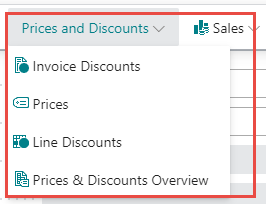 Prices and Discounts Sales
Invoice Discounts
Prices
Line Discounts
Prices & Discounts Overview